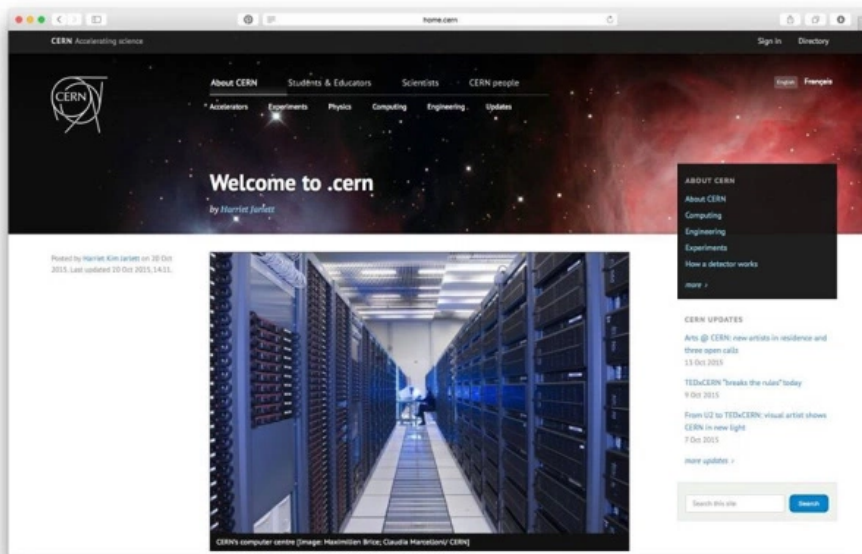 home.cern
CERN Accelerating science
Sign In Directory
CERN
About CERN Students & Educators Scientists CERN people
English Français
Accelerators Experiments Physics Computing Engineering Updates
Welcome to .cern
by Harriet Jarlett
Posted by Harriet Kim Jarlett on 20 Oct
2015. Last updated 20 Oct 2015, 14.11.
CERN's computer centre [Image: Maximilien Brice; Claudia Marcelloni/ CERN]
ABOUT CERN
About CERN
Computing
Engineering
Experiments
How a detector works
more ›
CERN UPDATES
Arts @ CERN: new artists in residence and
three open calls
13 Oct 2015
TEDxCERN "breaks the rules" today
9 Oct 2015
From U2 to TEDxCERN: visual artist shows
CERN in new light
7 Oct 2015
more updates ›
Search this site Search